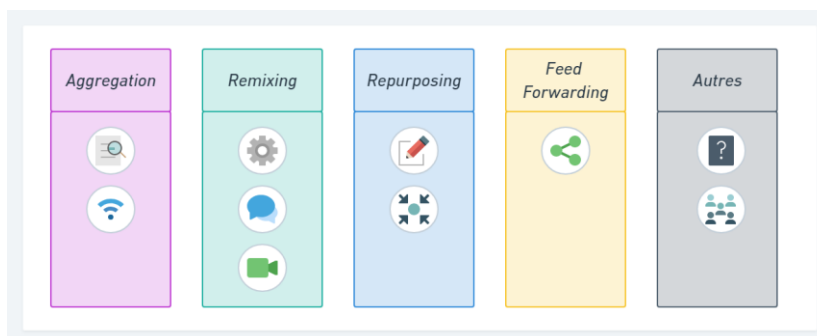 Aggregation
Remixing
Repurposing
Feed
Forwarding
Autres
?